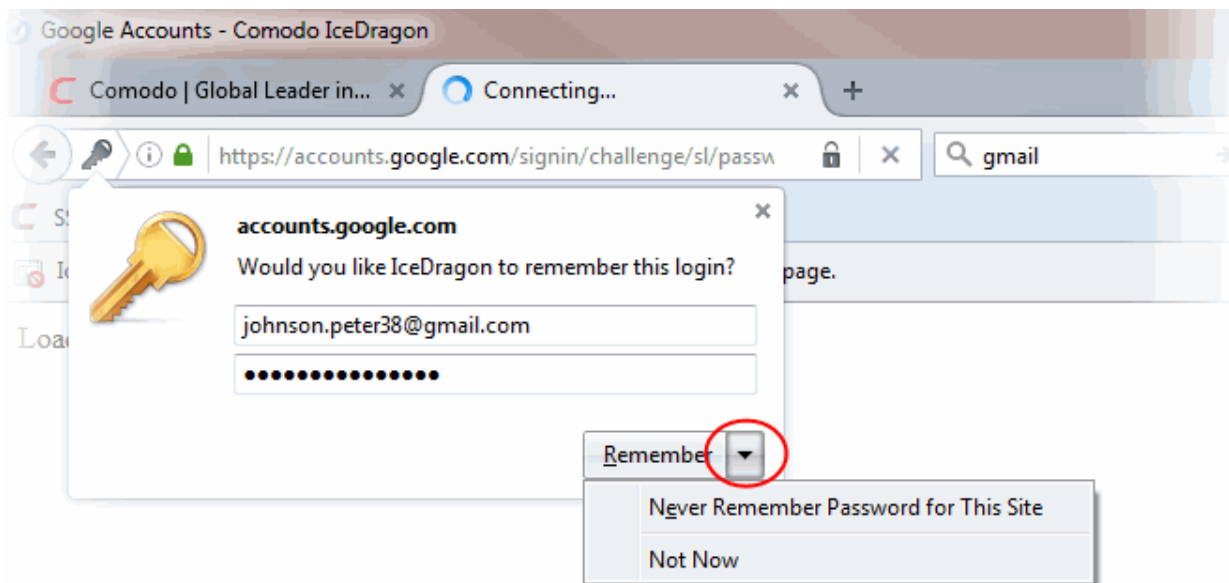 Google Accounts - Comodo IceDragon
Comodo | Global Leader in...
Connecting...
https://accounts.google.com/signin/challenge/sl/passw
gmail
accounts.google.com
Would you like IceDragon to remember this login?
page.
johnson.peter38@gmail.com
●●●●●●●●●●●●●●●
Remember
Never Remember Password for This Site
Not Now